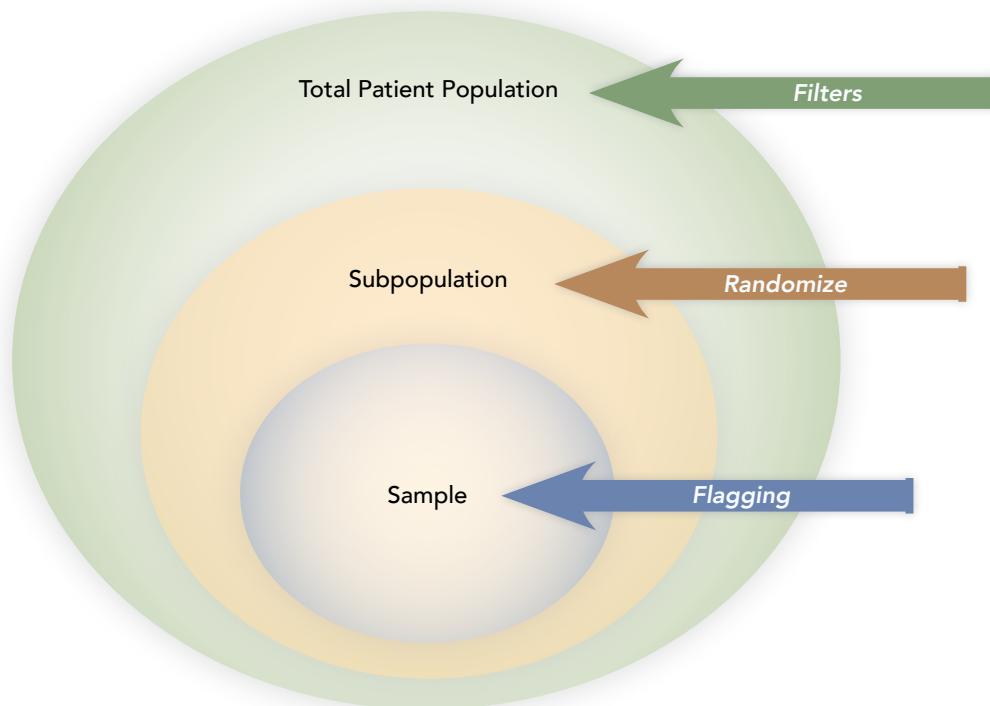 Total Patient Population
Filters
Subpopulation
Randomize
Sample
Flagging